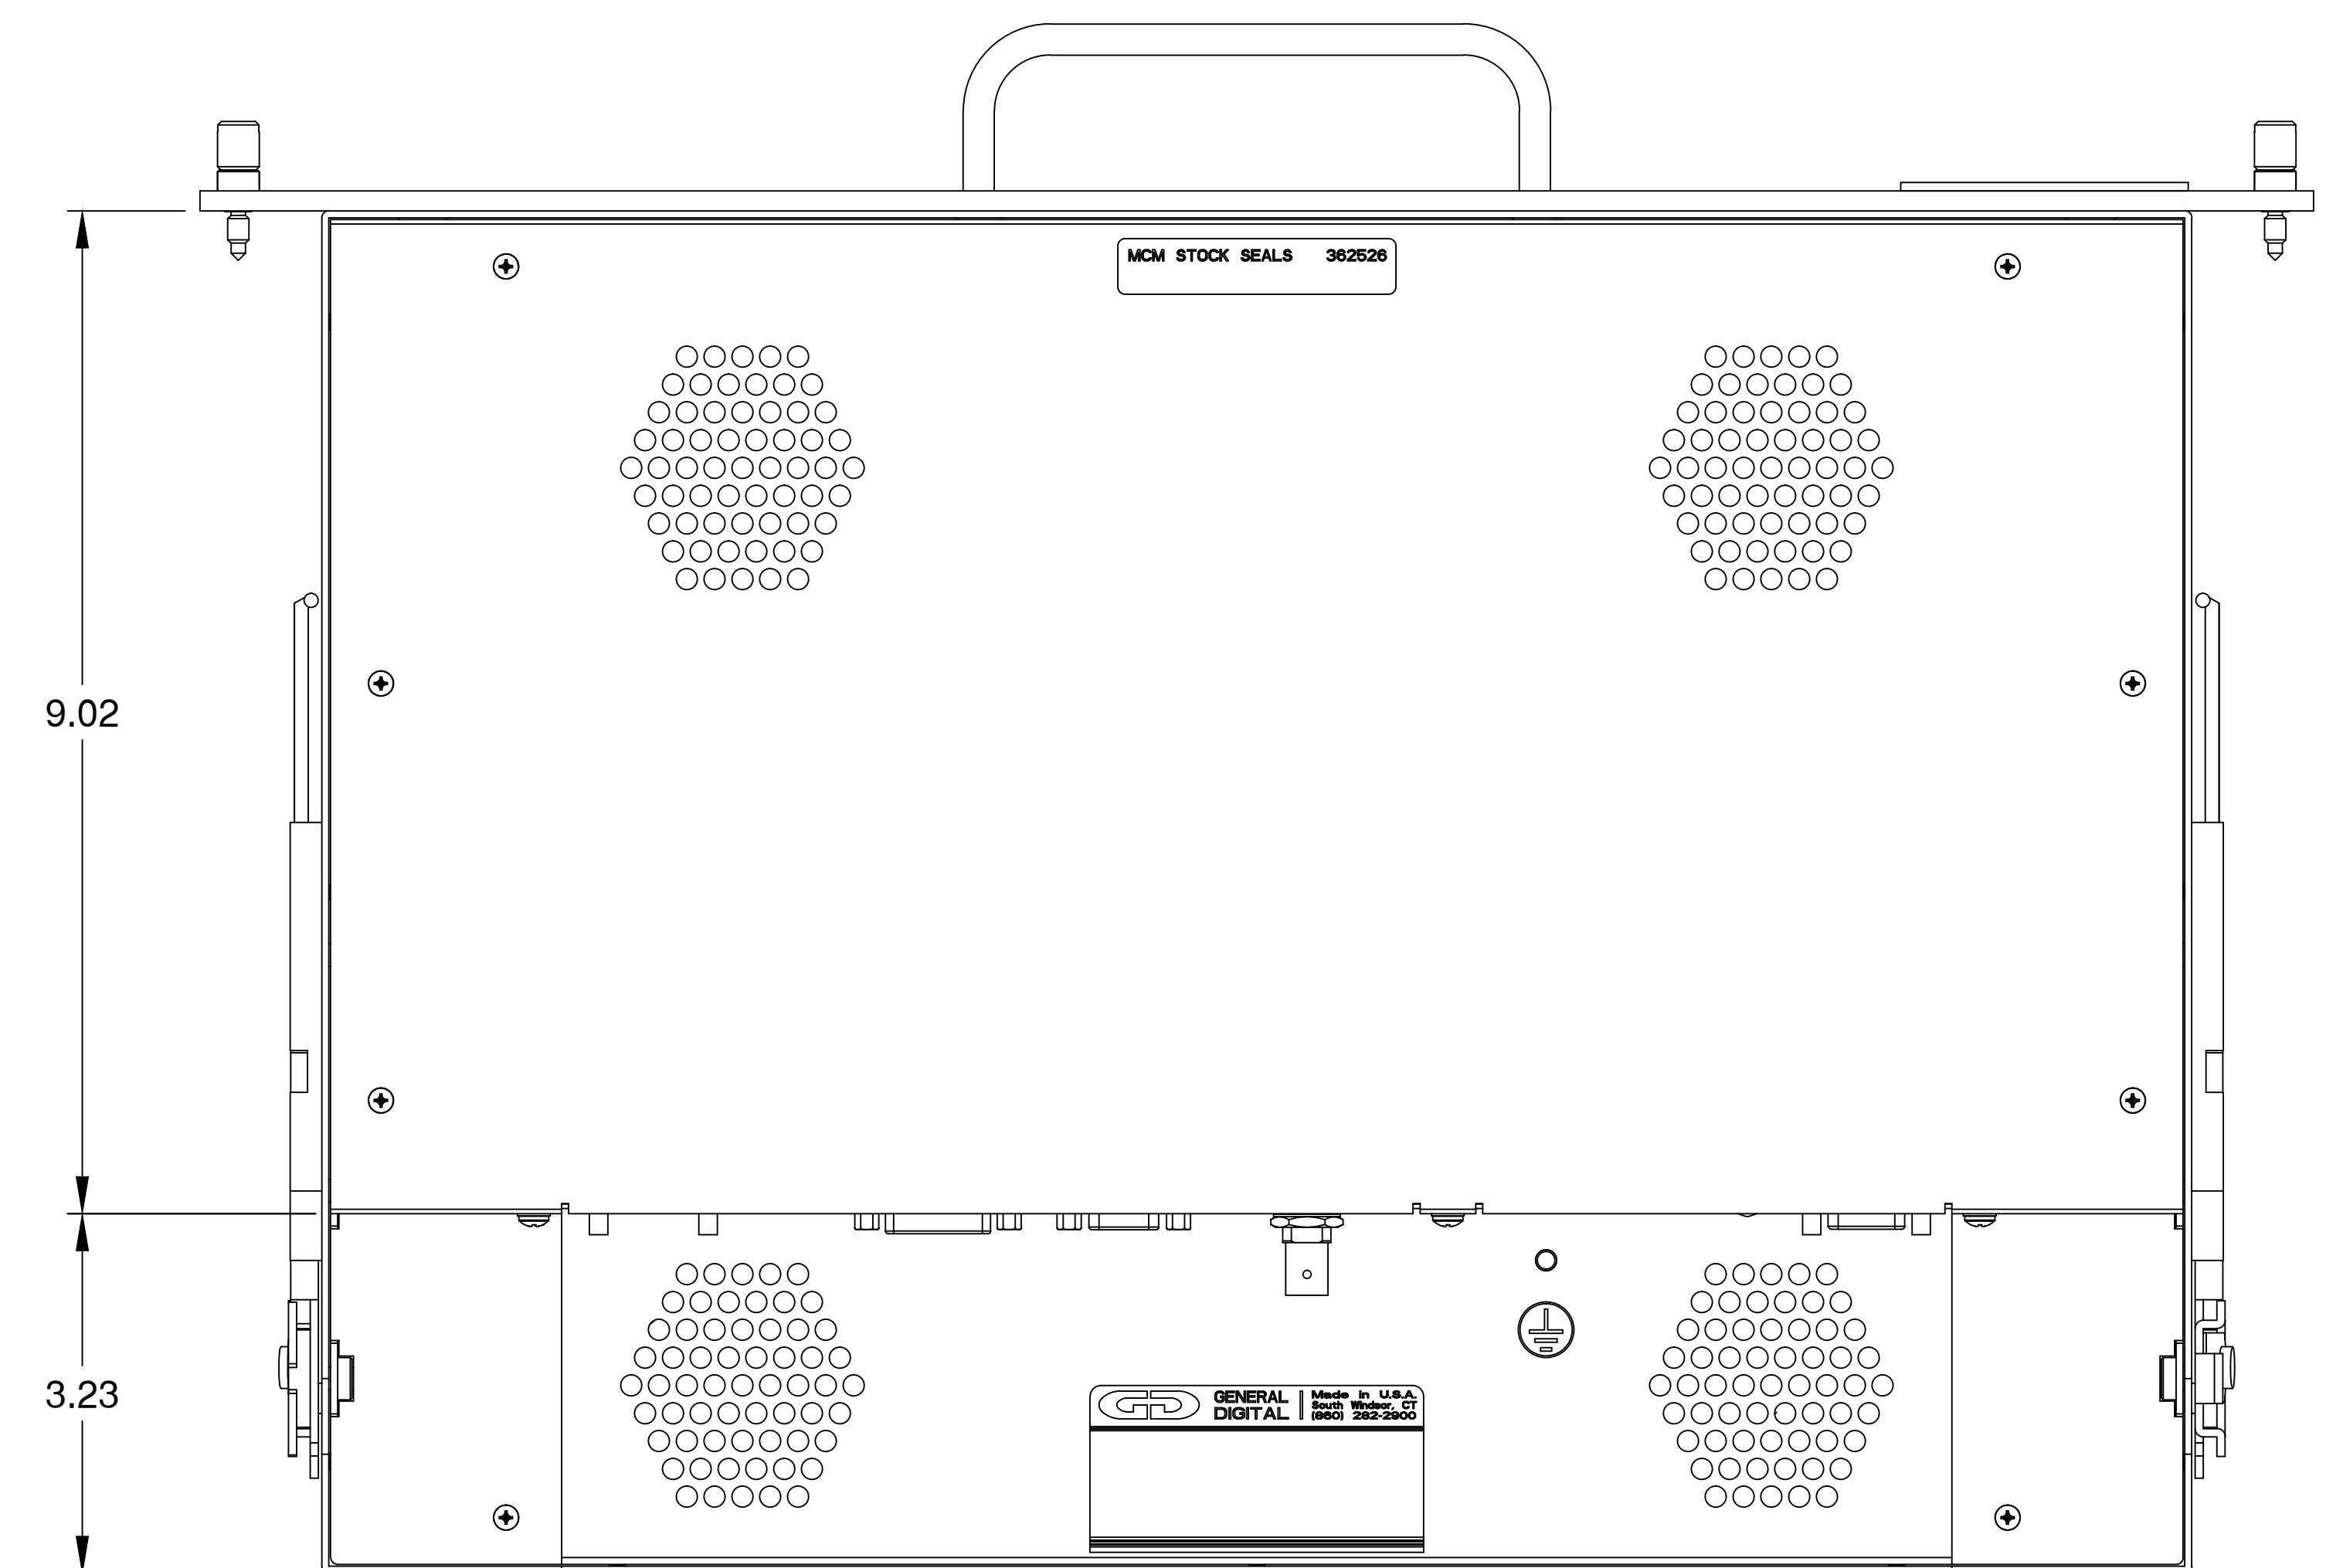 MCM STOCK SEALS 362526
9.02
3.23
GENERAL
DIGITAL
Made in U.S.A.
South Windsor, CT
(860) 282-2900